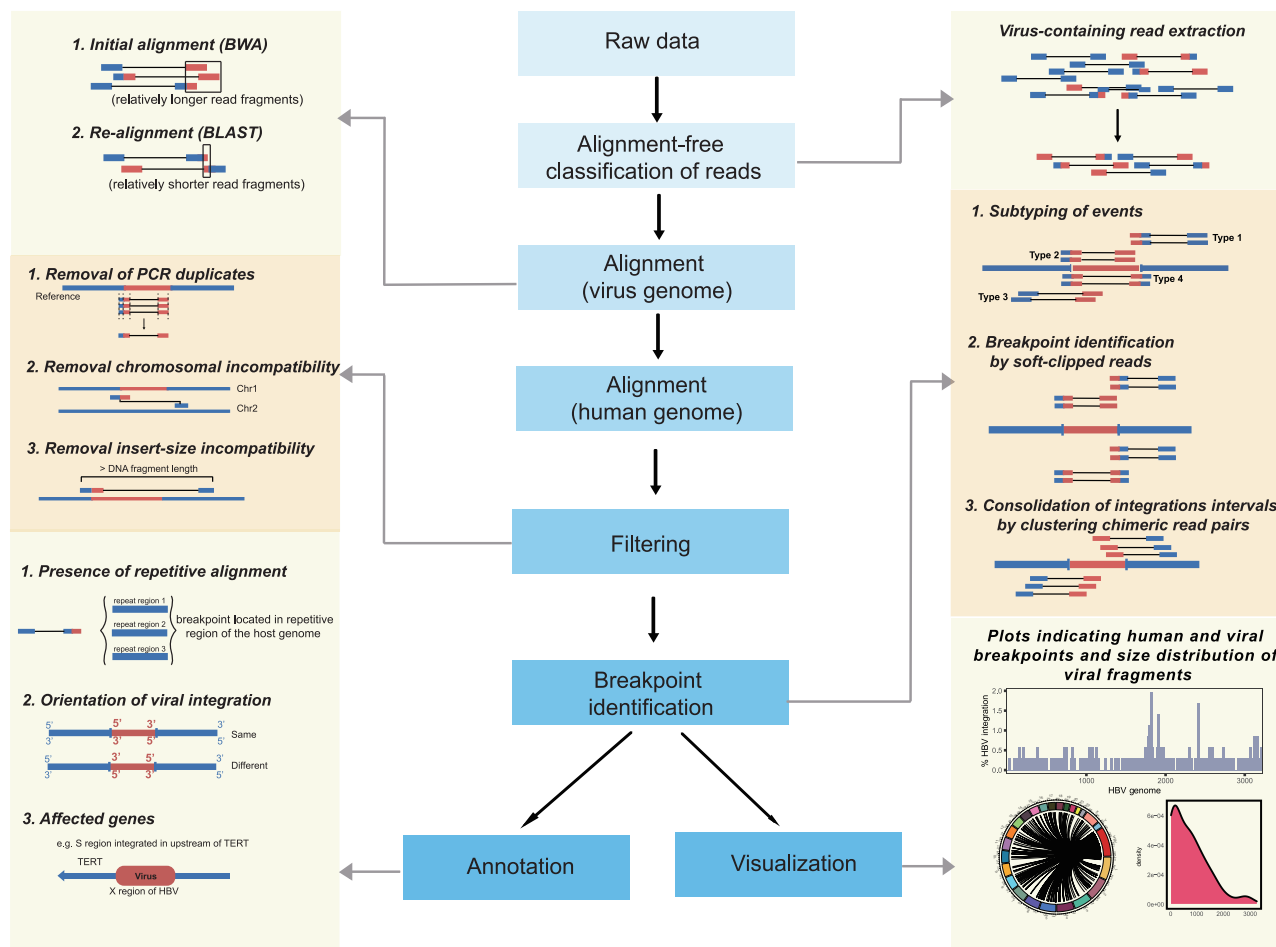 1. Initial alignment (BWA)
(relatively longer read fragments)
2. Re-alignment (BLAST)
(relatively shorter read fragments)
1. Removal of PCR duplicates
Reference
2. Removal chromosomal incompatibility
Chr1
Chr2
3. Removal insert-size incompatibility
> DNA fragment length
1. Presence of repetitive alignment
repeat region 1
repeat region 2
repeat region 3
breakpoint located in repetitive
region of the host genome
2. Orientation of viral integration
5' 5' 3' 3'
3' 3' 5' 5'
Same
5' 3' 5' 3'
3' 5' 3' 5'
Different
3. Affected genes
e.g. S region integrated in upstream of TERT
TERT
Virus
X region of HBV
Raw data
Alignment-free
classification of reads
Alignment
(virus genome)
Alignment
(human genome)
Filtering
Breakpoint
identification
Annotation
Visualization
Virus-containing read extraction
1. Subtyping of events
Type 1
Type 2
Type 4
Type 3
2. Breakpoint identification
by soft-clipped reads
3. Consolidation of integrations intervals
by clustering chimeric read pairs
Plots indicating human and viral
breakpoints and size distribution of
viral fragments
% HBV integration
2.0
1.5
1.0
0.5
0.0
1000 2000 3000
HBV genome
density
6e-04
4e-04
2e-04
0e+00
0 1000 2000 3000